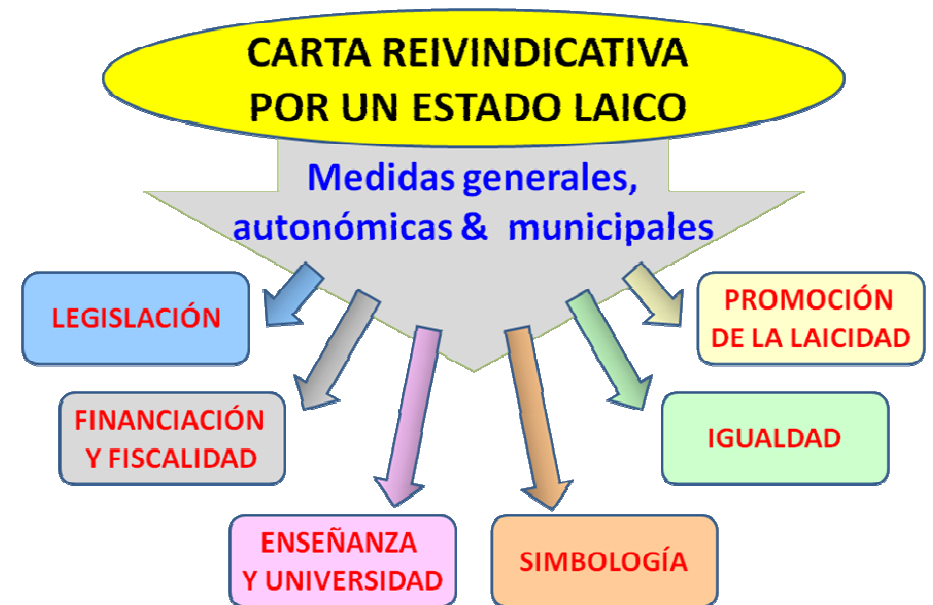 CARTA REIVINDICATIVA
POR UN ESTADO LAICO
Medidas generales,
autonómicas & municipales
LEGISLACIÓN
PROMOCIÓN
DE LA LAICIDAD
FINANCIACIÓN
Y FISCALIDAD
IGUALDAD
ENSEÑANZA
Y UNIVERSIDAD
SIMBOLOGÍA